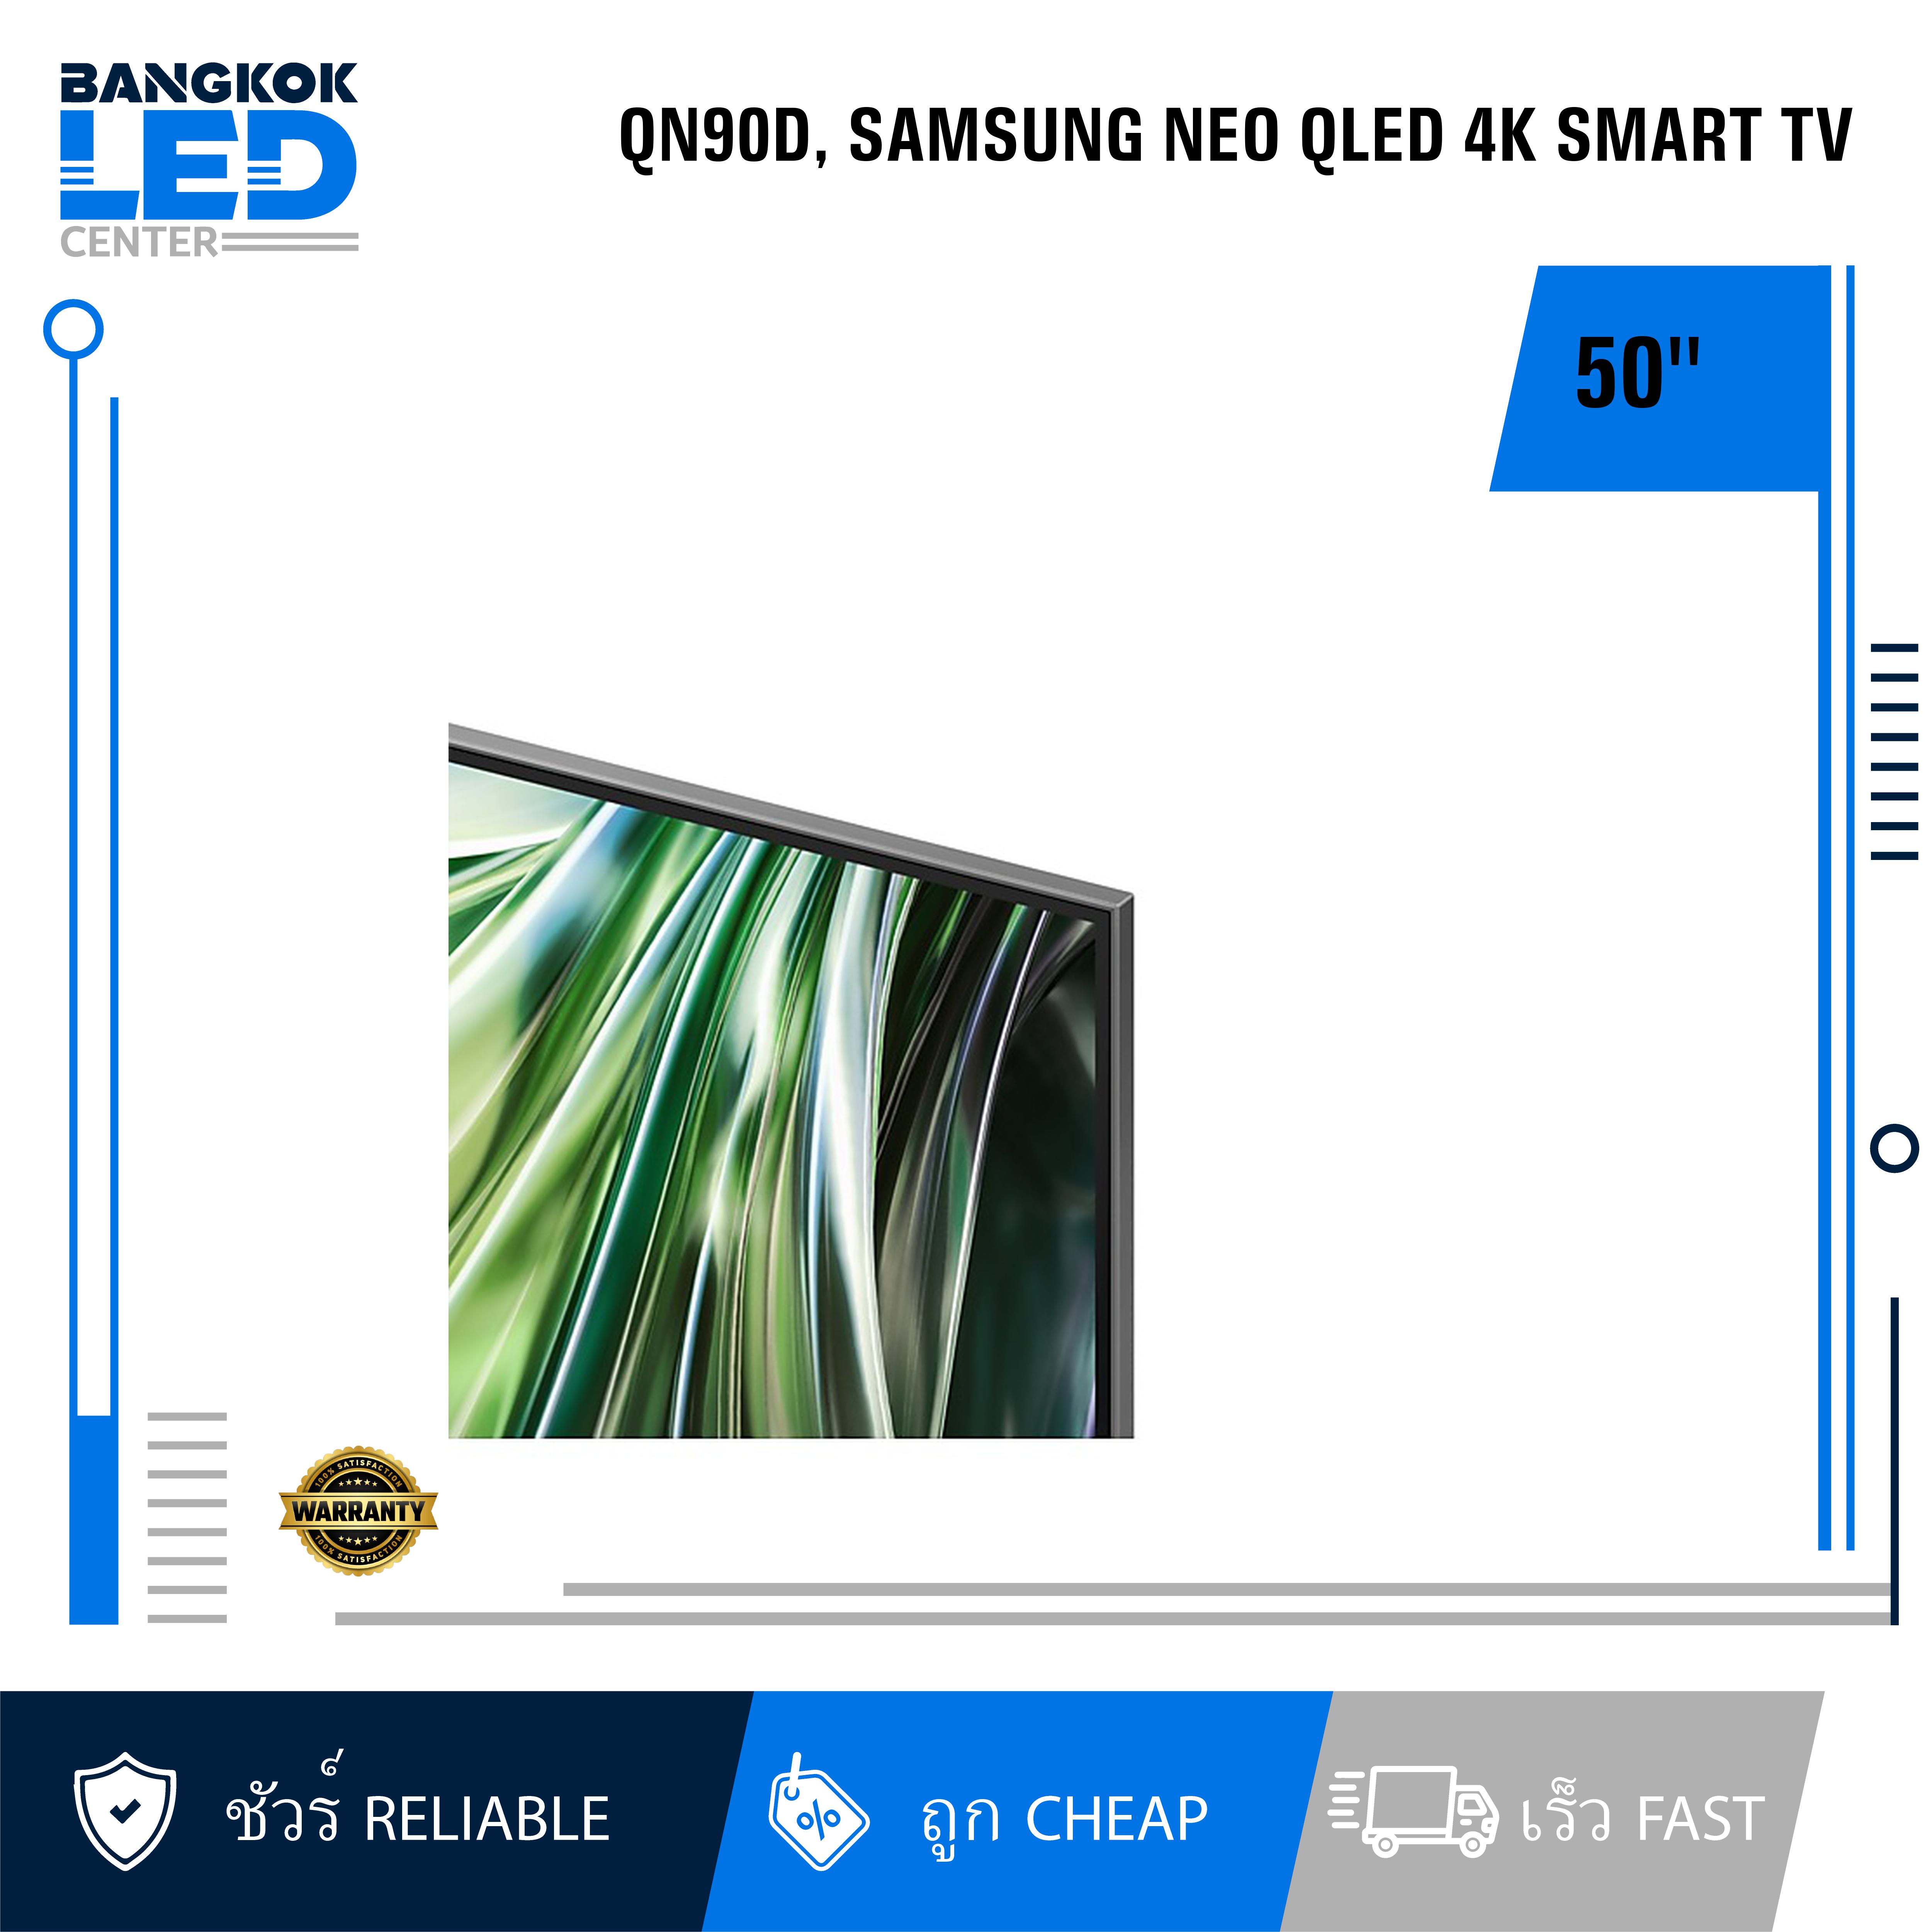 BANGKOK
LED
CENTER
QN90D, SAMSUNG NEO QLED 4K SMART TV
50"
100% SATISFACTION
WARRANTY
100% SATISFACTION
ชัวว์ RELIABLE
ถูก CHEAP
เร็ว FAST